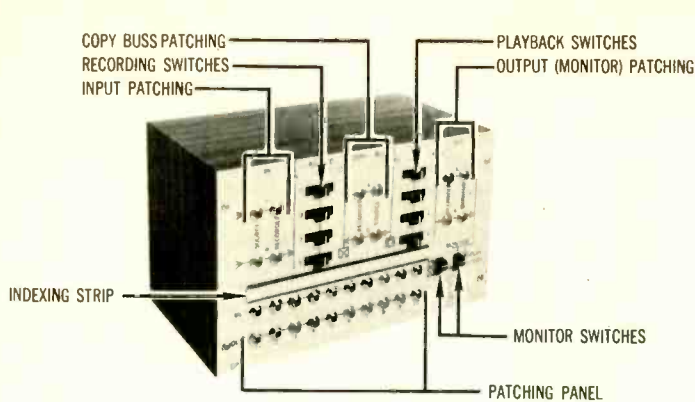 COPY BUSS PATCHING
RECORDING SWITCHES
INPUT PATCHING
PLAYBACK SWITCHES
OUTPUT (MONITOR) PATCHING
INDEXING STRIP
MONITOR SWITCHES
PATCHING PANEL